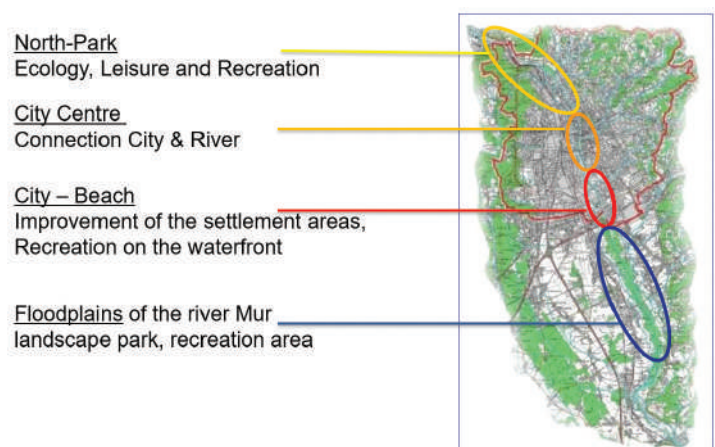 North-Park
Ecology, Leisure and Recreation
City Centre
Connection City & River
City – Beach
Improvement of the settlement areas,
Recreation on the waterfront
Floodplains of the river Mur
landscape park, recreation area